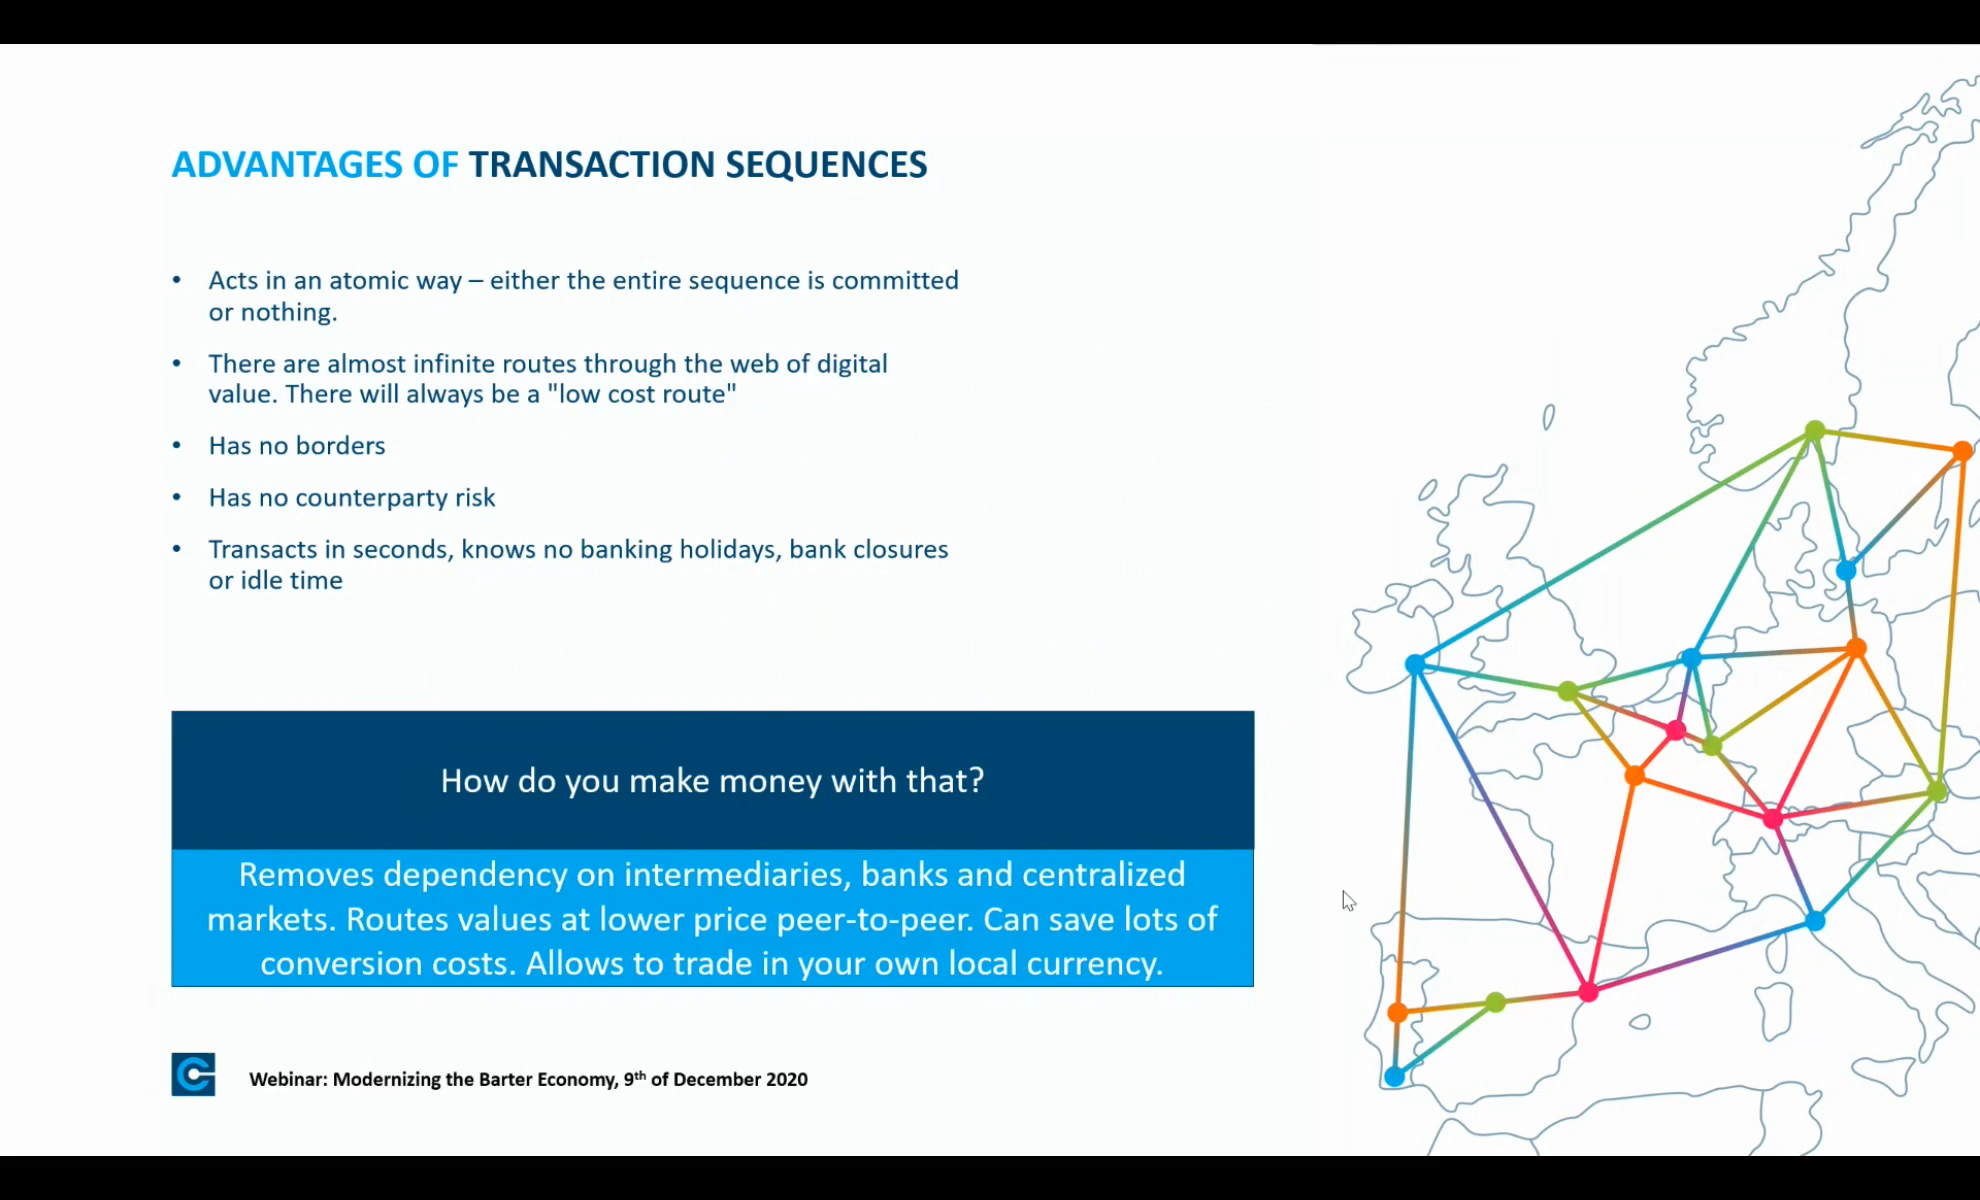 ADVANTAGES OF TRANSACTION SEQUENCES
• Acts in an atomic way – either the entire sequence is committed
or nothing.
• There are almost infinite routes through the web of digital
value. There will always be a "low cost route"
• Has no borders
• Has no counterparty risk
• Transacts in seconds, knows no banking holidays, bank closures
or idle time
How do you make money with that?
Removes dependency on intermediaries, banks and centralized
markets. Routes values at lower price peer-to-peer. Can save lots of
conversion costs. Allows to trade in your own local currency.
Webinar: Modernizing the Barter Economy, 9th of December 2020